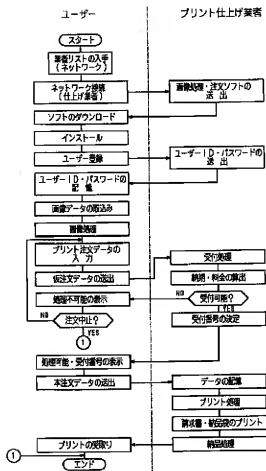 ユーザー
プリント仕上げ業者
スタート
業者リストの入手
(ネットワーク)
ネットワーク接続
(仕上げ業者)
画像処理・注文ソフトの
送出
ソフトのダウンロード
インストール
ユーザー登録
ユーザーID・パスワードの
送出
ユーザーID・パスワードの
記憶
画像データの取込み
画像処理
プリント注文データの
入力
受付処理
仮注文データの送出
納期・料金の算出
処理不可能の表示
NO
受付可能?
YES
NO
注文中止?
YES
1
受付番号の決定
処理可能・受付番号の表示
本注文データの送出
データの記憶
プリント処理
請求書・納品袋のプリント
プリントの受取り
納品処理
1
エンド